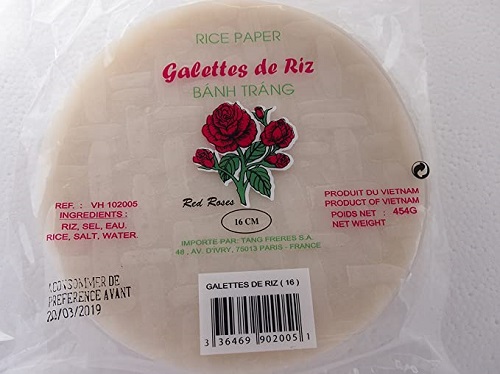 RICE PAPER
Galettes de Riz
BÁNH TRÁNG
Red Roses
16 CM
REF. : VH 102005
INGREDIENTS :
RIZ, SEL, EAU.
RICE, SALT, WATER.
PRODUIT DU VIETNAM
PRODUCT OF VIETNAM
POIDS NET : 454G
NET WEIGHT
IMPORTE PAR: TANG FRERES S.A.
48 , AV. D'IVRY, 75013 PARIS - FRANCE
A CONSOMMER DE
PREFERENCE AVANT
20/03/2019
GALETTES DE RIZ ( 16 )
3 36469 902005 1